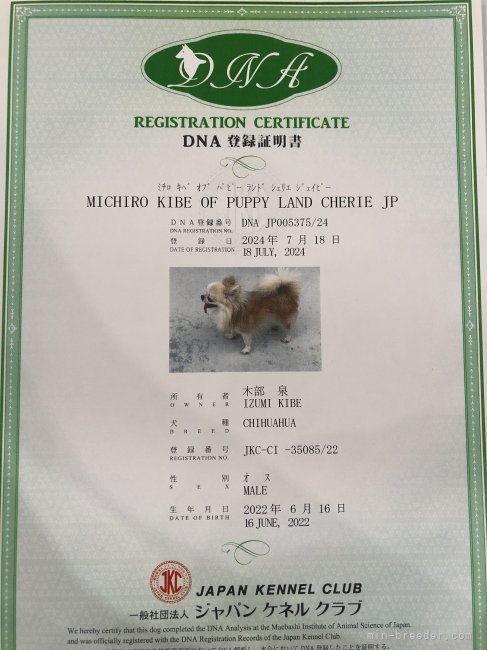 DNA
REGISTRATION CERTIFICATE
DNA 登録証明書
ミチロ キベ オブ パピー ランド シェリエ ジェイピー
MICHIRO KIBE OF PUPPY LAND CHERIE JP
DNA登録番号 DNA JP005375/24
DNA REGISTRATION NO.
登録日 2024年 7月 18日
DATE OF REGISTRATION 18 JULY, 2024
所有者 木部 泉
OWNER IZUMI KIBE
犬種 CHIHUAHUA
BREED
登録番号 JKC-CI -35085/22
REGISTRATION NO.
性別 オス
SEX MALE
生年月日 2022年 6月 16日
DATE OF BIRTH 16 JUNE, 2022
JKC JAPAN KENNEL CLUB
一般社団法人 ジャパン ケネル クラブ
We hereby certify that this dog completed the DNA Analysis at the Maebashi Institute of Animal Science of Japan,
and was officially registered with the DNA Registration Records of the Japan Kennel Club.
min-breeder.com